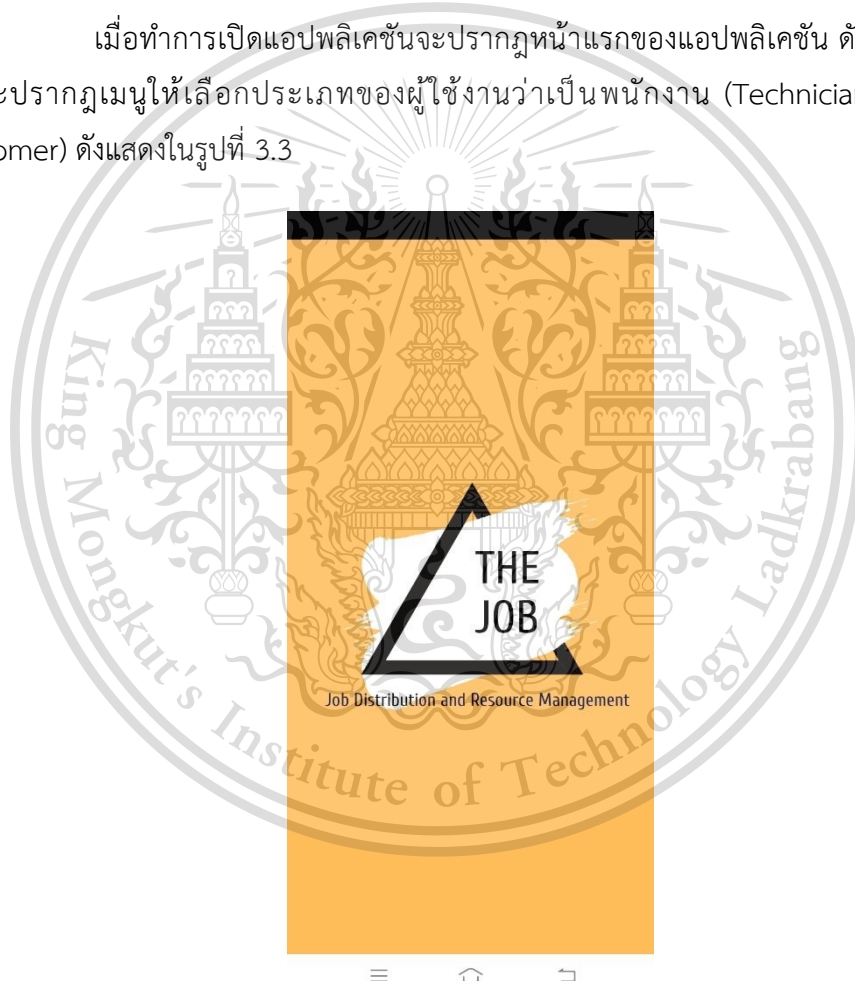 เมื่อทำการเปิดแอปพลิเคชันจะปรากฏหน้าแรกของแอปพลิเคชัน
ปรากฏเมนูให้เลือกประเภทของผู้ใช้งานว่าเป็นพนักงาน (Technician
omer) ดังแสดงในรูปที่ 3.3
THE
JOB
Job Distribution and Resource Management
King Mongkut's Institute of Technology Ladkrabang